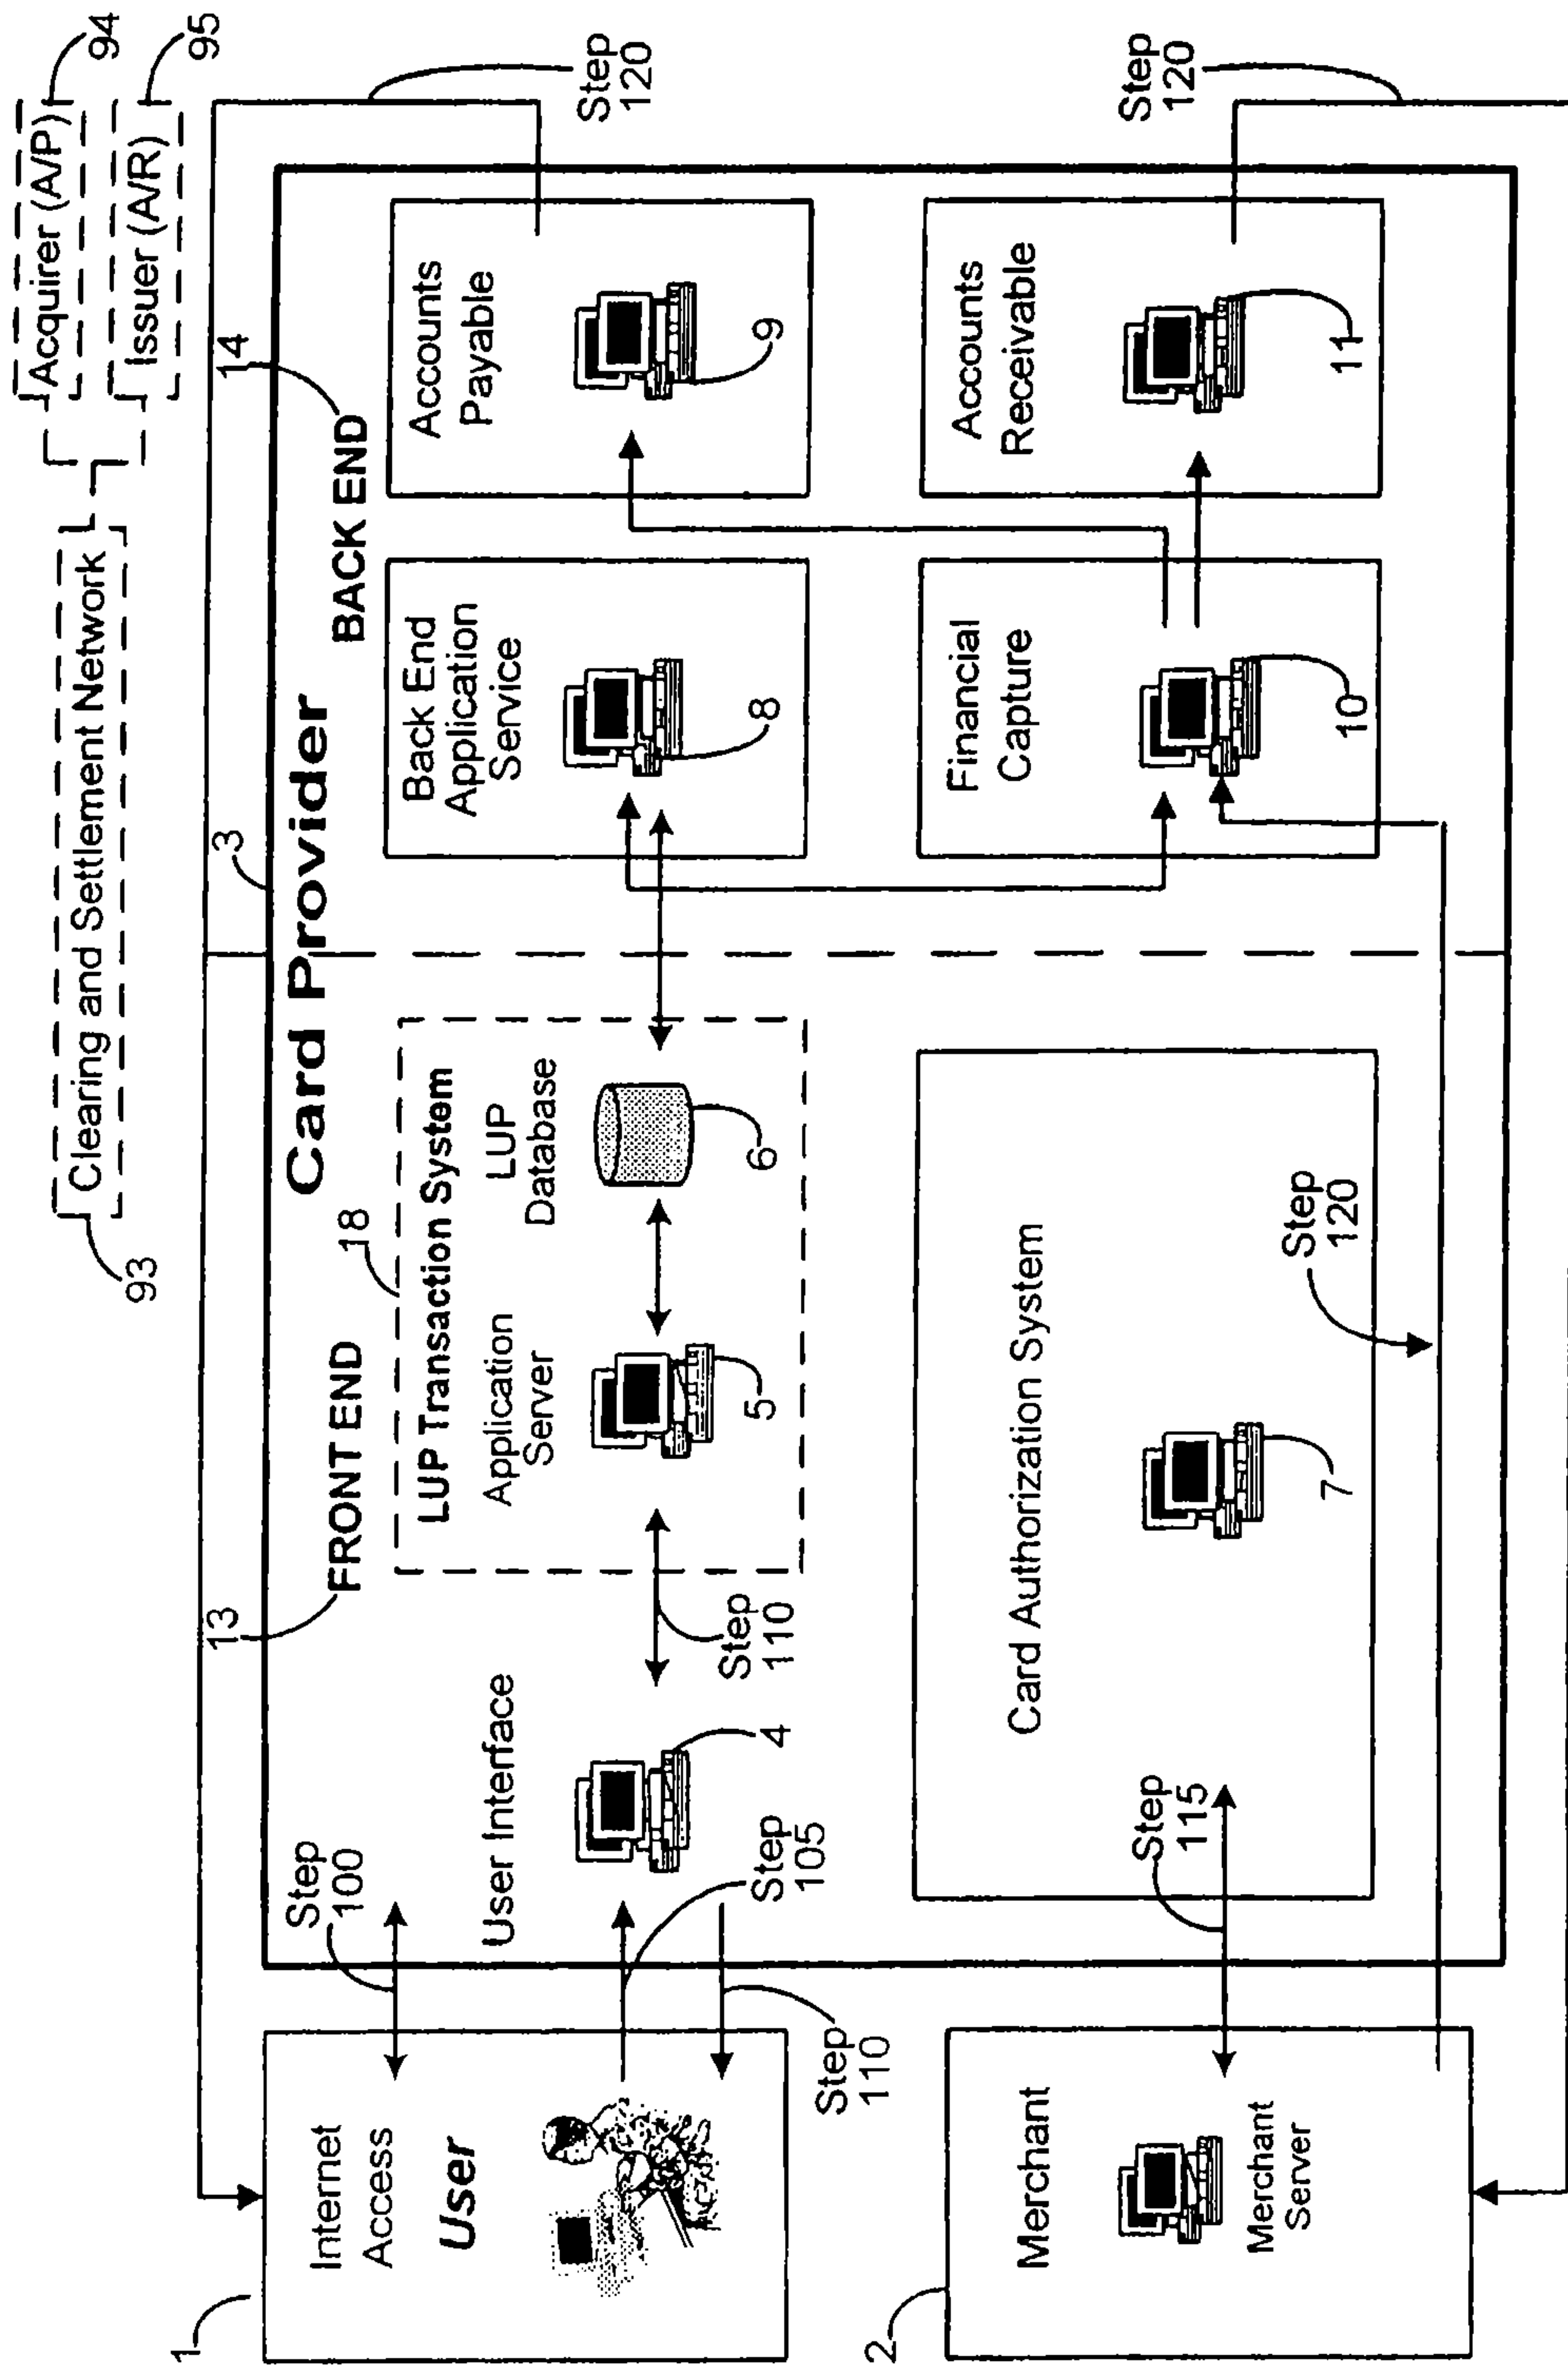 93
Clearing and Settlement Network
Acquirer (A/P)
94
Issuer (A/R)
95
Card Provider
3
13
FRONT END
BACK END
14
1
Internet
Access
User
Step
100
Step
105
Step
110
User Interface
4
Step
110
18
LUP Transaction System
Application
Server
5
LUP
Database
6
Back End
Application
Service
8
Accounts
Payable
9
Step
120
2
Merchant
Merchant
Server
Step
115
Card Authorization System
7
Step
120
Financial
Capture
10
Accounts
Receivable
11
Step
120